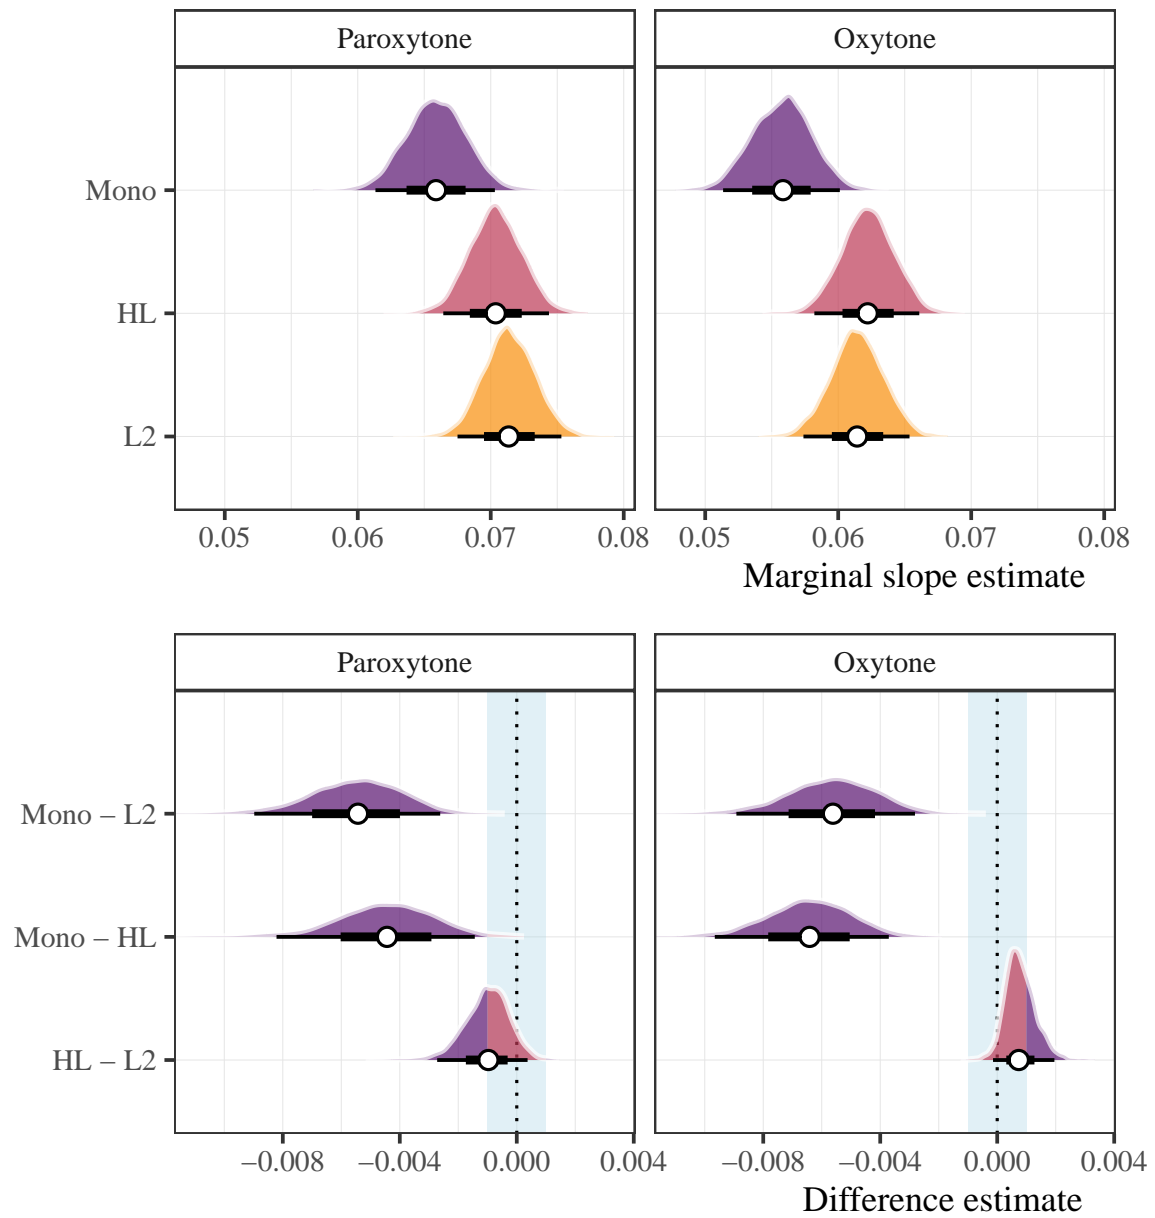 Paroxytone Oxytone
Mono
HL
L2
0.05 0.06 0.07 0.08 0.05 0.06 0.07 0.08
Marginal slope estimate
Paroxytone Oxytone
Mono − L2
Mono − HL
HL − L2
−0.008 −0.004 0.000 0.004 −0.008 −0.004 0.000 0.004
Difference estimate